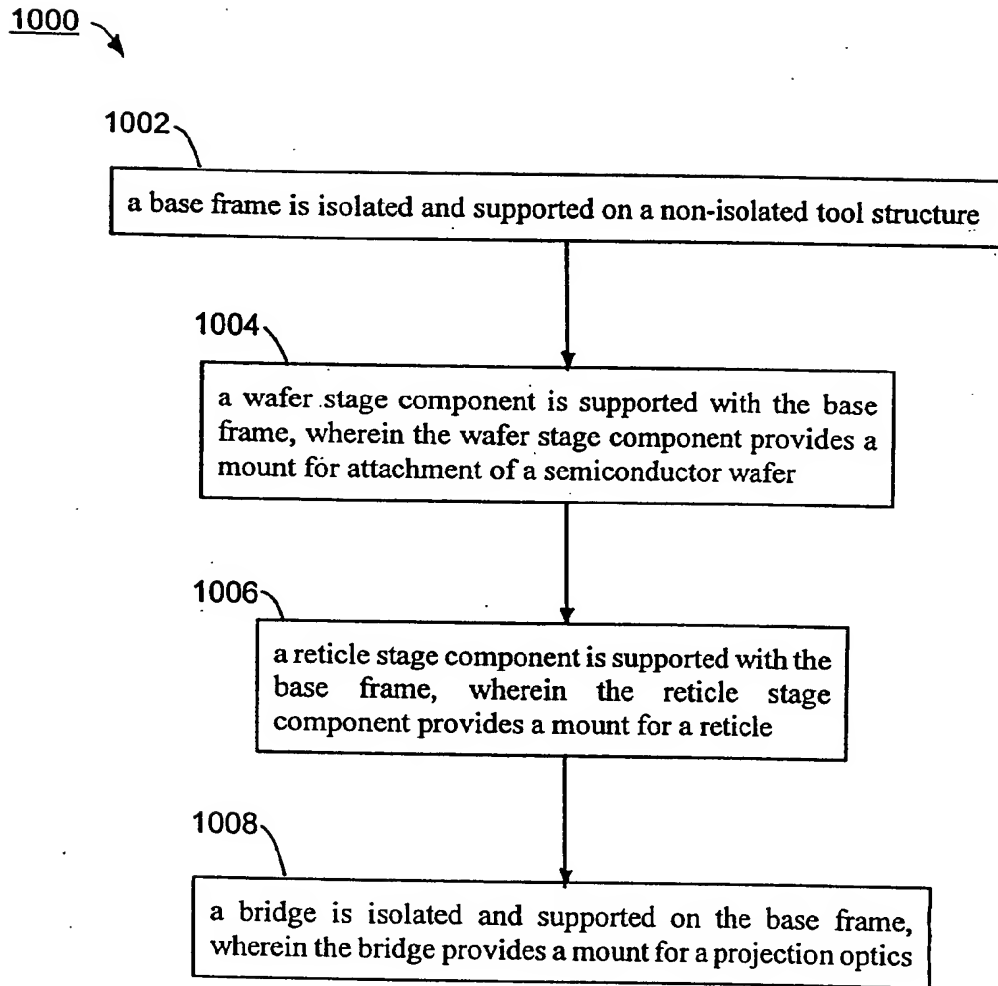 1000
1002
a base frame is isolated and supported on a non-isolated tool structure
1004
a wafer stage component is supported with the base
frame, wherein the wafer stage component provides a
mount for attachment of a semiconductor wafer
1006
a reticle stage component is supported with the
base frame, wherein the reticle stage
component provides a mount for a reticle
1008
a bridge is isolated and supported on the base frame,
wherein the bridge provides a mount for a projection optics